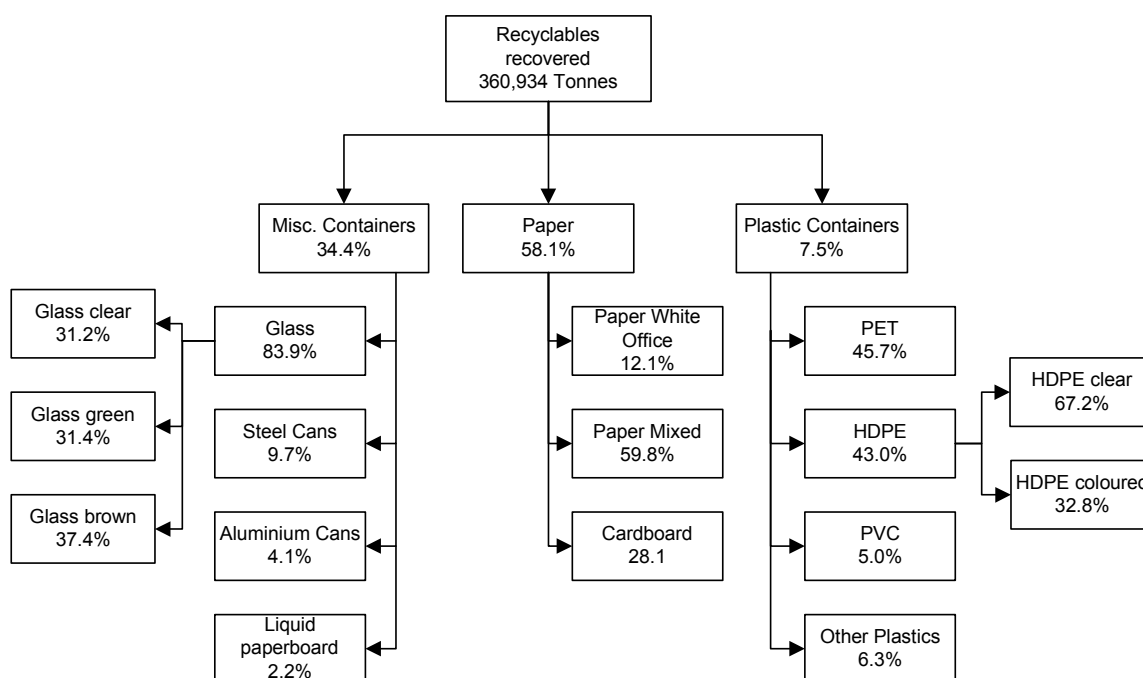 Recyclables
recovered
360,934 Tonnes
Misc. Containers
34.4%
Paper
58.1%
Plastic Containers
7.5%
Glass clear
31.2%
Glass
83.9%
Paper White
Office
12.1%
PET
45.7%
HDPE clear
67.2%
Glass green
31.4%
Steel Cans
9.7%
Paper Mixed
59.8%
HDPE
43.0%
HDPE coloured
32.8%
Glass brown
37.4%
Aluminium Cans
4.1%
Cardboard
28.1
PVC
5.0%
Liquid
paperboard
2.2%
Other Plastics
6.3%